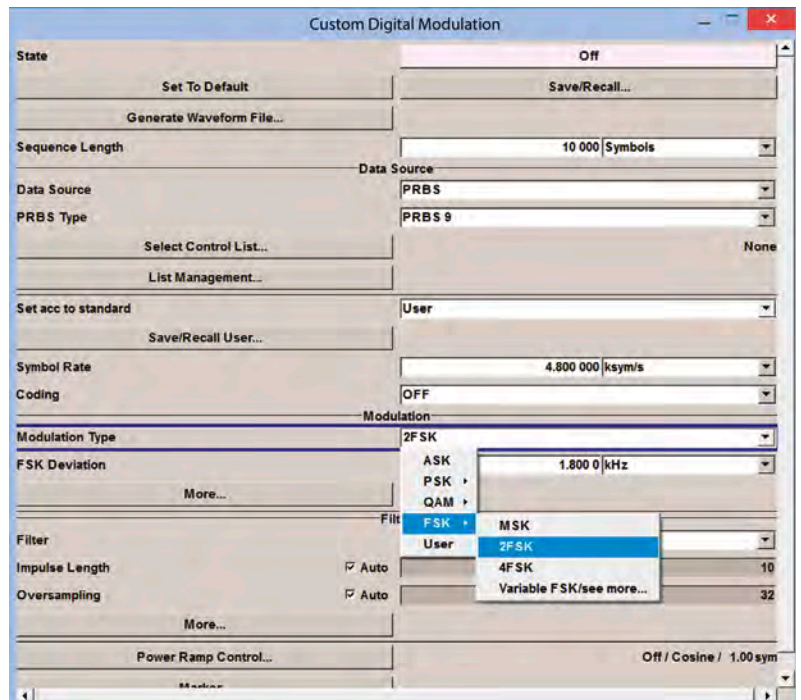 Custom Digital Modulation
State Off
Set To Default Save/Recall...
Generate Waveform File...
Sequence Length 10 000 Symbols
Data Source
Data Source PRBS
PRBS Type PRBS 9
Select Control List... None
List Management...
Set acc to standard User
Save/Recall User...
Symbol Rate 4.800 000 ksym/s
Coding OFF
Modulation
Modulation Type 2FSK
ASK
FSK Deviation 1.800 0 kHz
PSK
More...
QAM
Filt
FSK MSK
Filter
User 2FSK
Impulse Length Auto 4FSK 10
Oversampling Auto Variable FSK/see more... 32
More...
Power Ramp Control... Off / Cosine / 1.00 sym